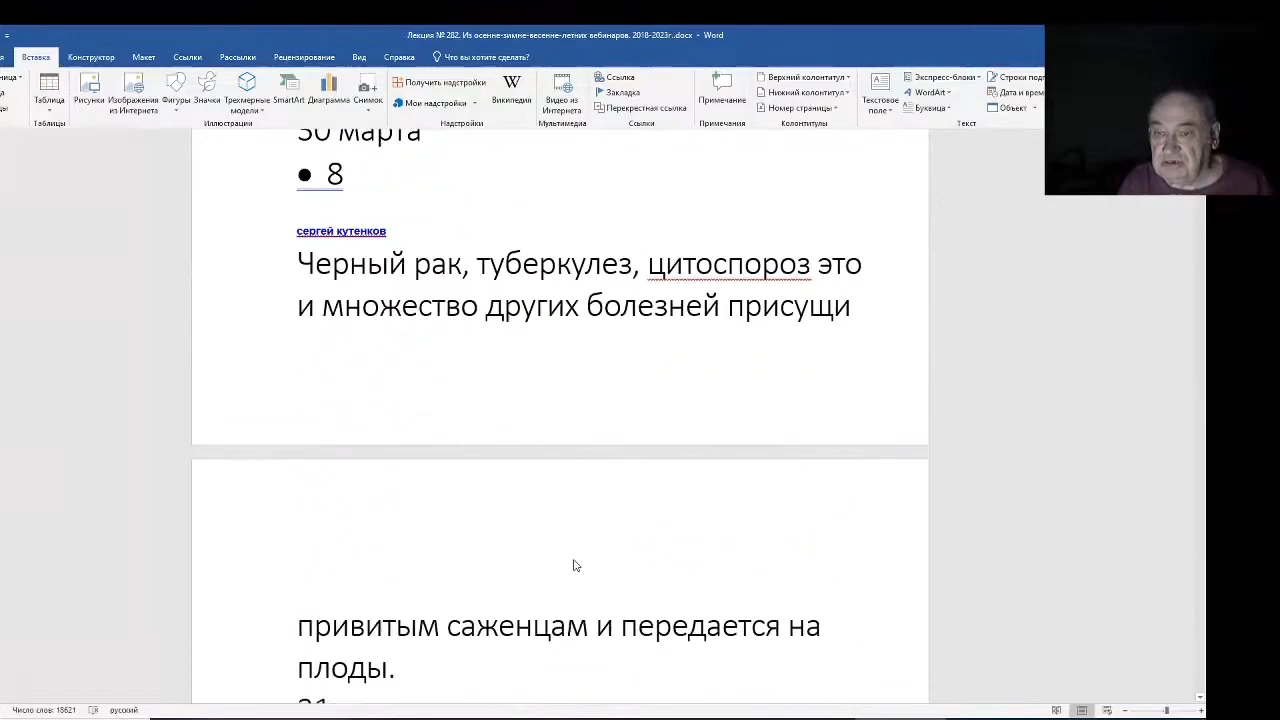 Лекция № 282. Из осенне-зимне-весенне-летних вебинаров. 2018-2023г..docx - Word
Вставка Конструктор Макет Ссылки Рассылки Рецензирование Вид Справка Что вы хотите сделать?
Таблица
Рисунки
Изображения из Интернета
Фигуры
Значки
Трехмерные модели
SmartArt
Диаграмма
Снимок
Получить надстройки
Мои надстройки
Википедия
Видео из Интернета
Ссылка
Закладка
Перекрестная ссылка
Примечание
Верхний колонтитул
Нижний колонтитул
Номер страницы
Текстовое поле
Экспресс-блоки
WordArt
Буквица
Строки под
Дата и врем
Объект
Таблицы Иллюстрации Надстройки Мультимедиа Ссылки Примечания Колонтитулы Текст
30 марта
● 8
сергей кутенков
Черный рак, туберкулез, цитоспороз это
и множество других болезней присущи
привитым саженцам и передается на
плоды.
Число слов: 18621 русский